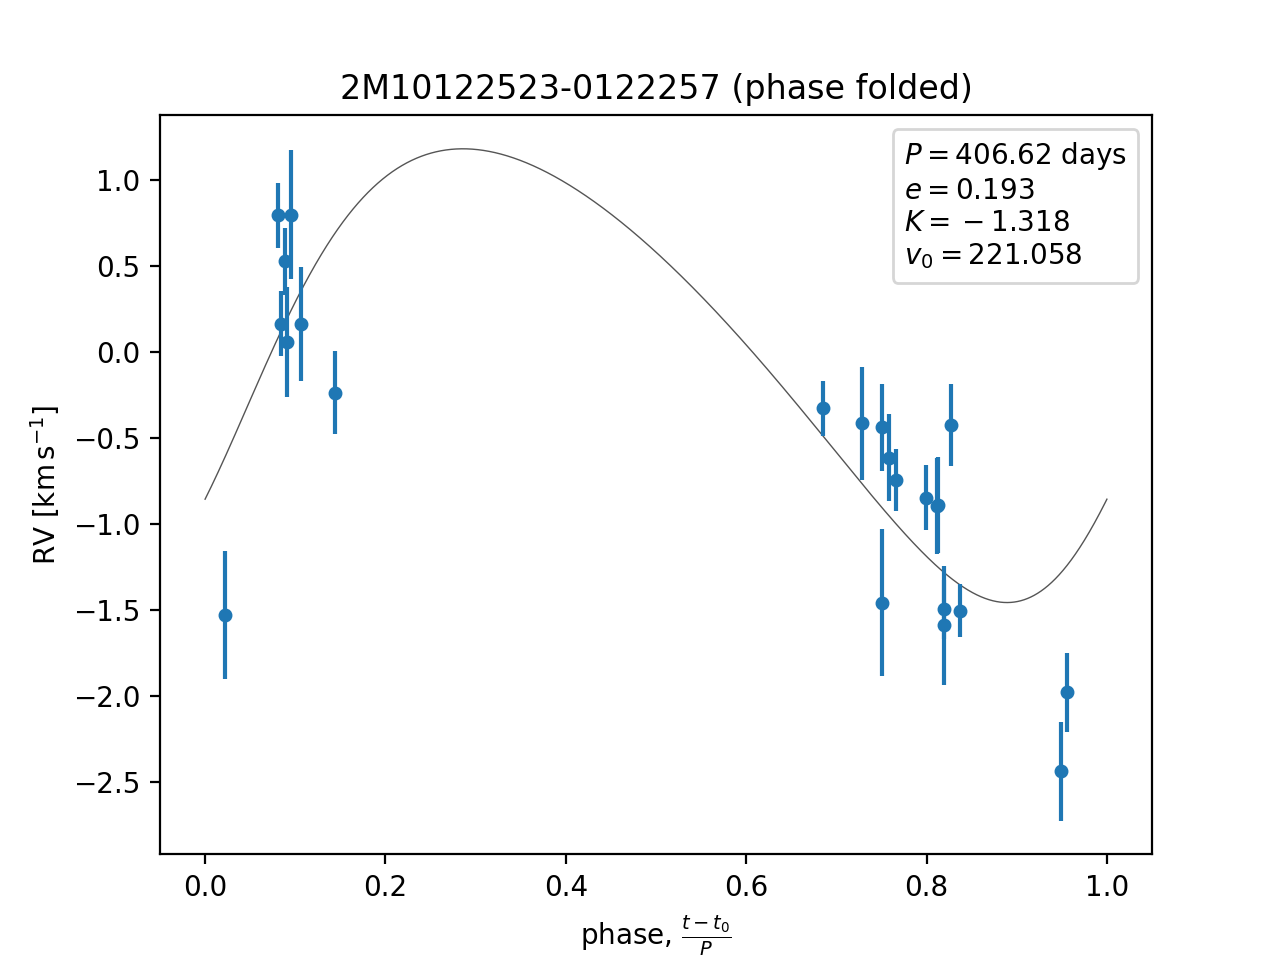 2M10122523-0122257 (phase folded)
P = 406.62 days
e = 0.193
K = −1.318
v₀ = 221.058
RV [km s⁻¹]
1.0
0.5
0.0
−0.5
−1.0
−1.5
−2.0
−2.5
0.0 0.2 0.4 0.6 0.8 1.0
phase, (t − t₀)/P